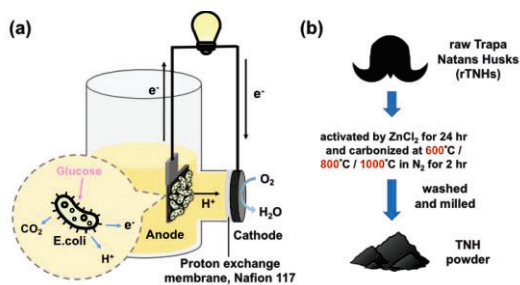 (a)
e-
e-
Glucose
CO2
E.coli
e-
H+
Anode
H+
O2
H2O
Cathode
Proton exchange
membrane, Nafion 117
(b)
raw Trapa
Natans Husks
(rTNHs)
activated by ZnCl2 for 24 hr
and carbonized at 600°C /
800°C / 1000°C in N2 for 2 hr
washed
and milled
TNH
powder